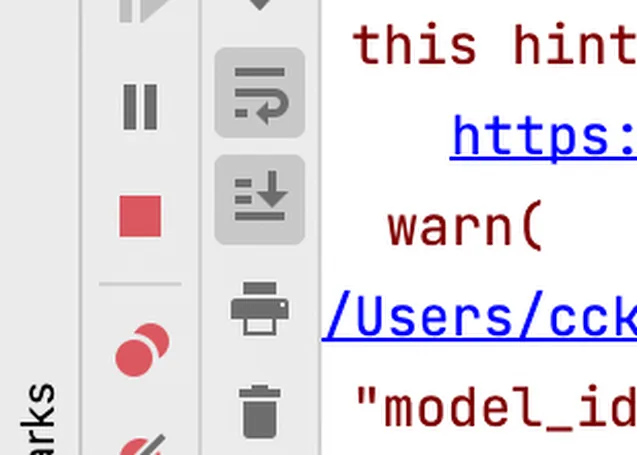 this hint
https:
warn(
/Users/cck
"model_id
arks